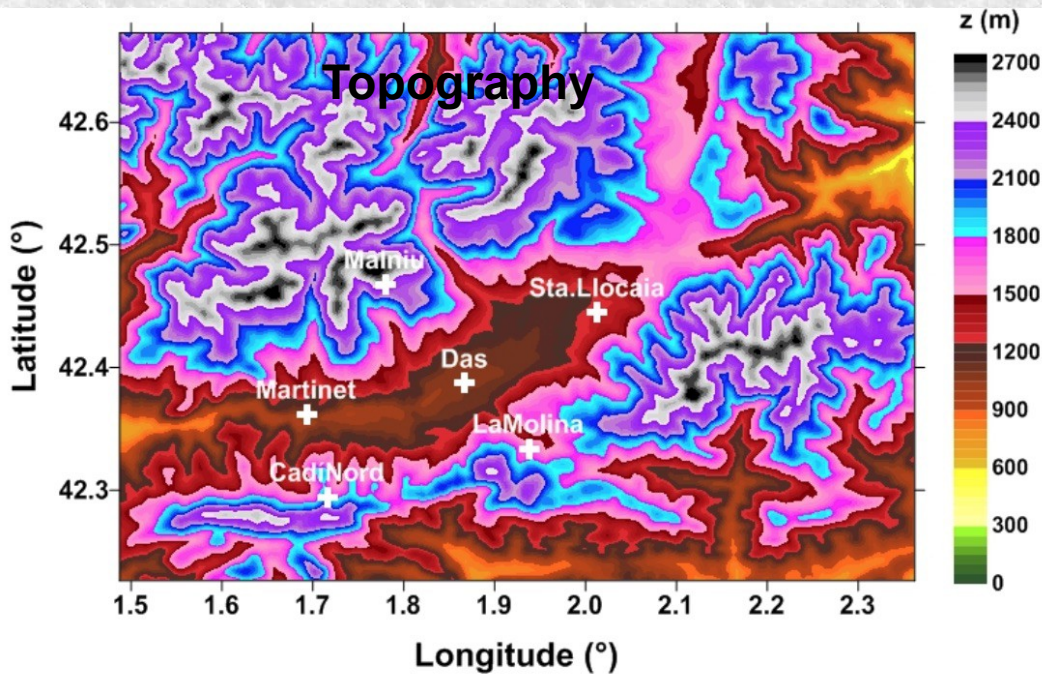 Topography
z (m)
2700
2400
2100
1800
1500
1200
900
600
300
0
Latitude (°)
42.6
42.5
42.4
42.3
Malniu
Sta.Llocaia
Das
Martinet
LaMolina
CadíNord
1.5 1.6 1.7 1.8 1.9 2.0 2.1 2.2 2.3
Longitude (°)